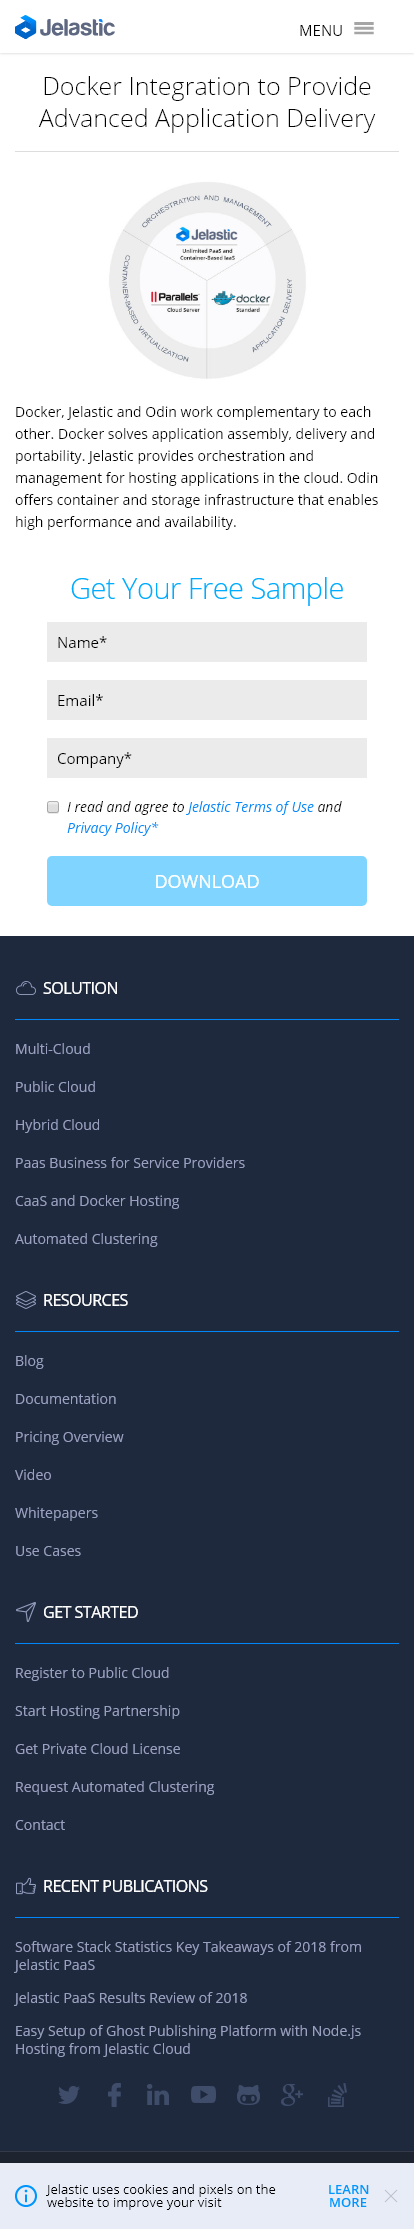 Jelastic
MENU
Docker Integration to Provide
Advanced Application Delivery
ORCHESTRATION AND MANAGEMENT
Jelastic
Unlimited PaaS and
Container-Based IaaS
Parallels
Cloud Server
docker
Standard
CONTAINER-BASED VIRTUALIZATION
APPLICATION DELIVERY
Docker, Jelastic and Odin work complementary to each
other. Docker solves application assembly, delivery and
portability. Jelastic provides orchestration and
management for hosting applications in the cloud. Odin
offers container and storage infrastructure that enables
high performance and availability.
Get Your Free Sample
Name*
Email*
Company*
I read and agree to Jelastic Terms of Use and
Privacy Policy*
DOWNLOAD
SOLUTION
Multi-Cloud
Public Cloud
Hybrid Cloud
Paas Business for Service Providers
CaaS and Docker Hosting
Automated Clustering
RESOURCES
Blog
Documentation
Pricing Overview
Video
Whitepapers
Use Cases
GET STARTED
Register to Public Cloud
Start Hosting Partnership
Get Private Cloud License
Request Automated Clustering
Contact
RECENT PUBLICATIONS
Software Stack Statistics Key Takeaways of 2018 from
Jelastic PaaS
Jelastic PaaS Results Review of 2018
Easy Setup of Ghost Publishing Platform with Node.js
Hosting from Jelastic Cloud
Jelastic uses cookies and pixels on the
website to improve your visit
LEARN
MORE